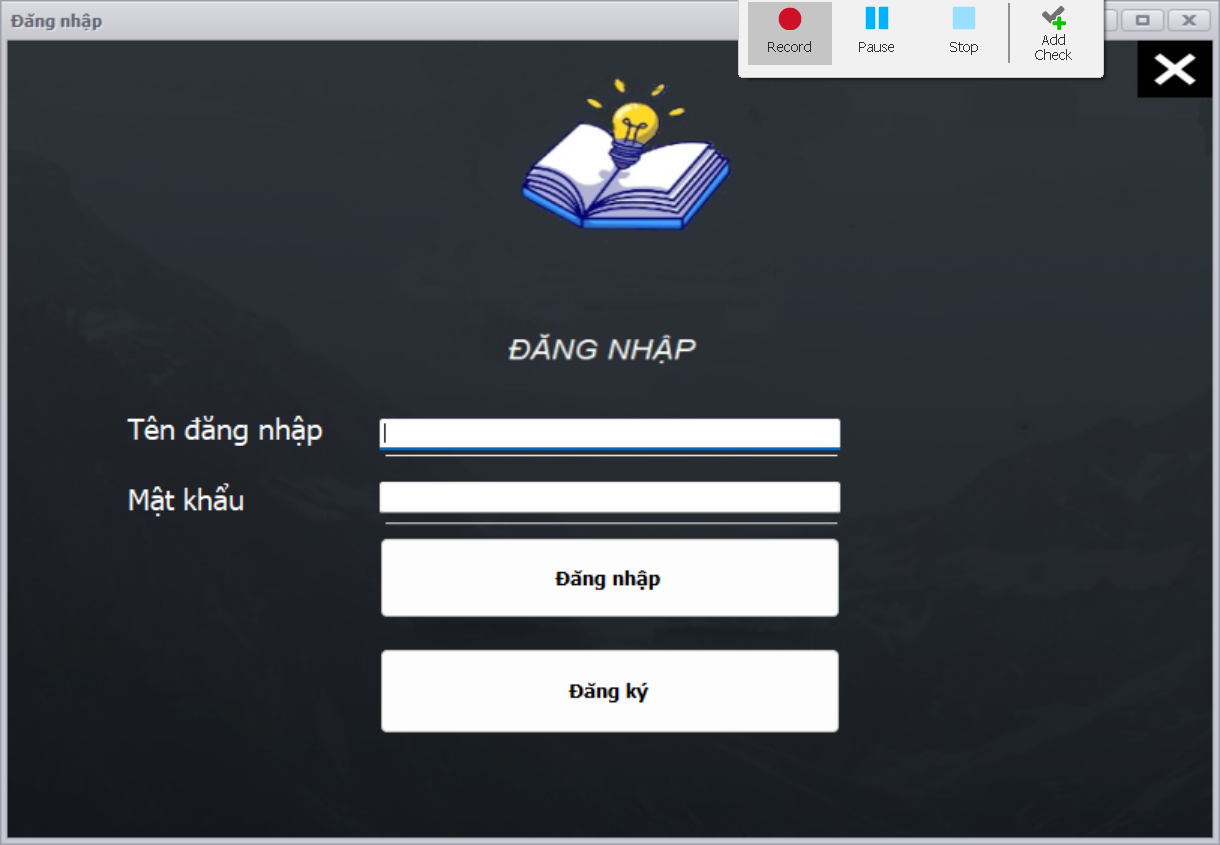 Đăng nhập
Record
Pause
Stop
Add
Check
ĐĂNG NHẬP
Tên đăng nhập
Mật khẩu
Đăng nhập
Đăng ký